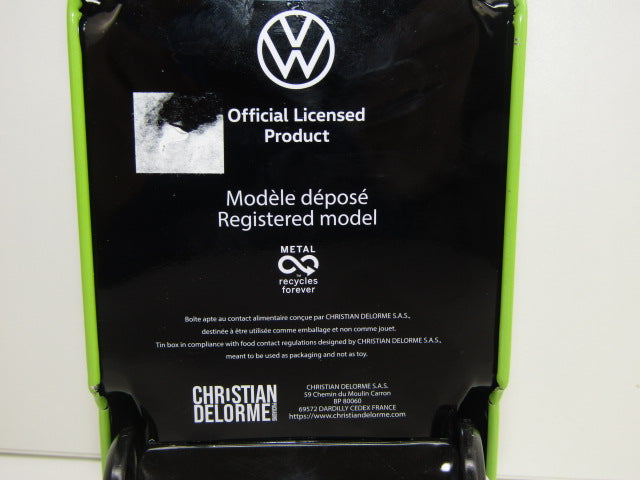 Official Licensed
Product
Modèle déposé
Registered model
METAL
TM
recycles
forever
Boîte apte au contact alimentaire conçue par CHRISTIAN DELORME S.A.S.,
destinée à être utilisée comme emballage et non comme jouet.
Tin box in compliance with food contact regulations designed by CHRISTIAN DELORME S.A.S.,
meant to be used as packaging and not as toy.
CHRISTIAN
DELORME
CHRISTIAN DELORME S.A.S.
59 Chemin du Moulin Carron
BP 80060
69572 DARDILLY CEDEX FRANCE
https://www.christiandelorme.com